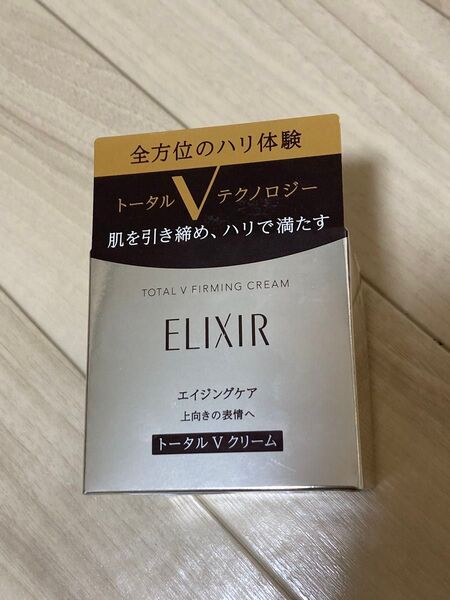 全方位のハリ体験
トータルVテクノロジー
肌を引き締め、ハリで満たす
TOTAL V FIRMING CREAM
ELIXIR
エイジングケア
上向きの表情へ
トータル V クリーム